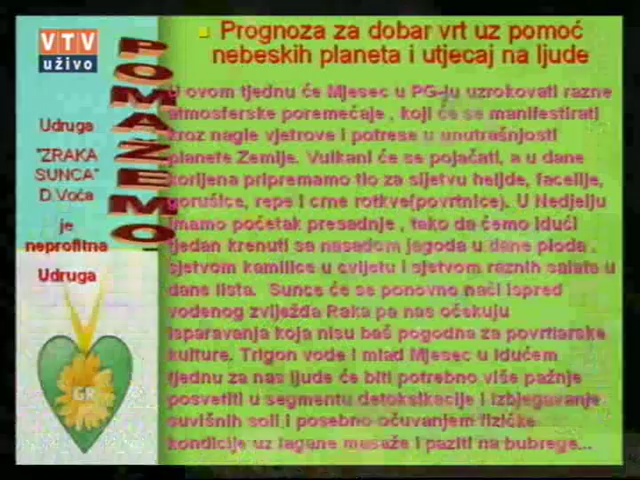 VTV
uživo
POMAŽEMO
Udruga
"ZRAKA
SUNCA"
D.Voća
je
neprofitna
Udruga
GR
Prognoza za dobar vrt uz pomoć
nebeskih planeta i utjecaj na ljude
U ovom tjednu će Mjesec u PG-ju uzrokovati razne
atmosferske poremećaje , koji će se manifestirati
kroz nagle vjetrove i potrese u unutrašnjosti
planete Zemlje. Vulkani će se pojačati, a u dane
korijena pripremamo tlo za sijetvu heljde, facelije,
gorušice, repe i crne rotkve(povrtnice). U Nedjelju
imamo početak presadnje , tako da ćemo idući
tjedan krenuti sa nasadom jagoda u dane ploda ,
sjetvom kamilice u cvijetu i sjetvom raznih salata u
dane lista. Sunce će se ponovno naći ispred
vodenog zviježđa Raka pa nas očekuju
isparavanja koja nisu baš pogodna za povrtlarske
kulture. Trigon vode i mlad Mjesec u idućem
tjednu za nas ljude će biti potrebno više pažnje
posvetiti u segmentu detoksikacije i izbjegavanje
suvišnih soli i posebno očuvanjem fizičke
kondicije uz lagane masaže i paziti na bubrege...